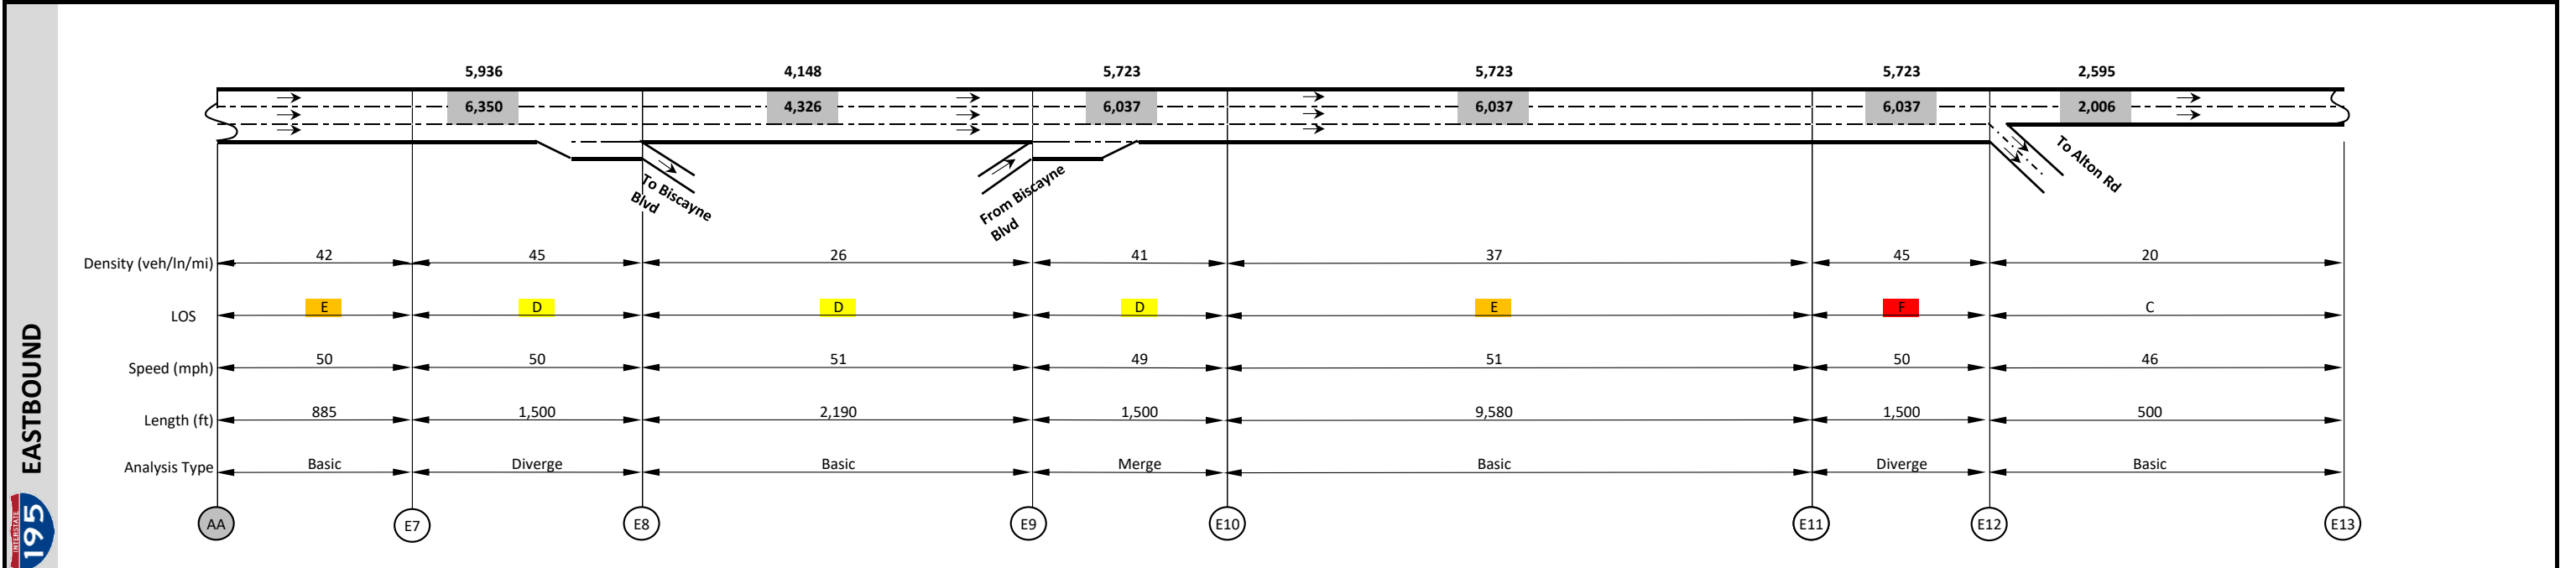 5,936 4,148 5,723 5,723 5,723 2,595
6,350 4,326 6,037 6,037 6,037 2,006
To Biscayne
Blvd
From Biscayne
Blvd
To Alton Rd
Density (veh/ln/mi) 42 45 26 41 37 45 20
LOS E D D D E F C
Speed (mph) 50 50 51 49 51 50 46
Length (ft) 885 1,500 2,190 1,500 9,580 1,500 500
Analysis Type Basic Diverge Basic Merge Basic Diverge Basic
AA E7 E8 E9 E10 E11 E12 E13
EASTBOUND
INTERSTATE
195